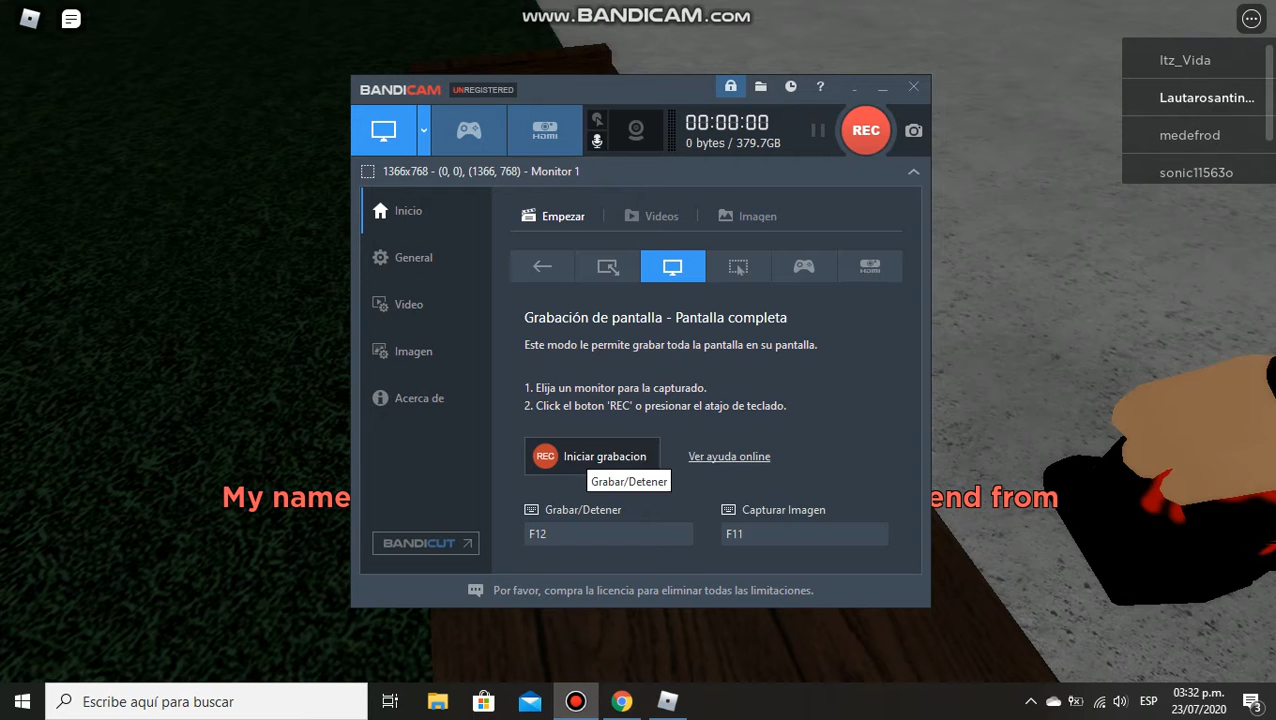 www.BANDICAM.com
Itz_Vida
Lautarosantin...
medefrod
sonic11563o
BANDICAM UNREGISTERED
?
HDMI
00:00:00
0 bytes / 379.7GB
REC
1366x768 - (0, 0), (1366, 768) - Monitor 1
Inicio
General
Video
Imagen
Acerca de
BANDICUT
Empezar
Videos
Imagen
HDMI
Grabación de pantalla - Pantalla completa
Este modo le permite grabar toda la pantalla en su pantalla.
1. Elija un monitor para la capturado.
2. Click el boton 'REC' o presionar el atajo de teclado.
REC Iniciar grabacion
Ver ayuda online
Grabar/Detener
Grabar/Detener
F12
Capturar Imagen
F11
My name
end from
Por favor, compra la licencia para eliminar todas las limitaciones.
Escribe aquí para buscar
ESP
03:32 p.m.
23/07/2020
3